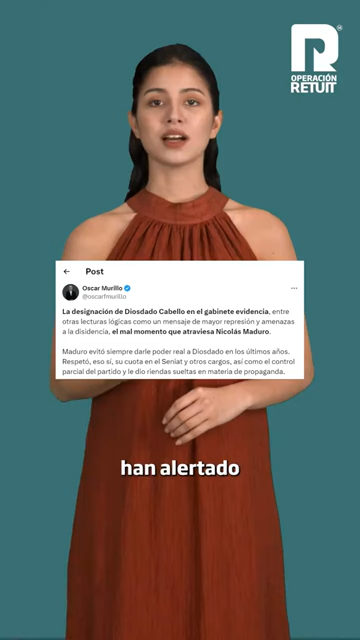 R
OPERACIÓN
RETUIT
Post
Oscar Murillo
@oscarfmurillo
La designación de Diosdado Cabello en el gabinete evidencia, entre
otras lecturas lógicas como un mensaje de mayor represión y amenazas
a la disidencia, el mal momento que atraviesa Nicolás Maduro.
Maduro evitó siempre darle poder real a Diosdado en los últimos años.
Respetó, eso sí, su cuota en el Seniat y otros cargos, así como el control
parcial del partido y le dio riendas sueltas en materia de propaganda.
han alertado